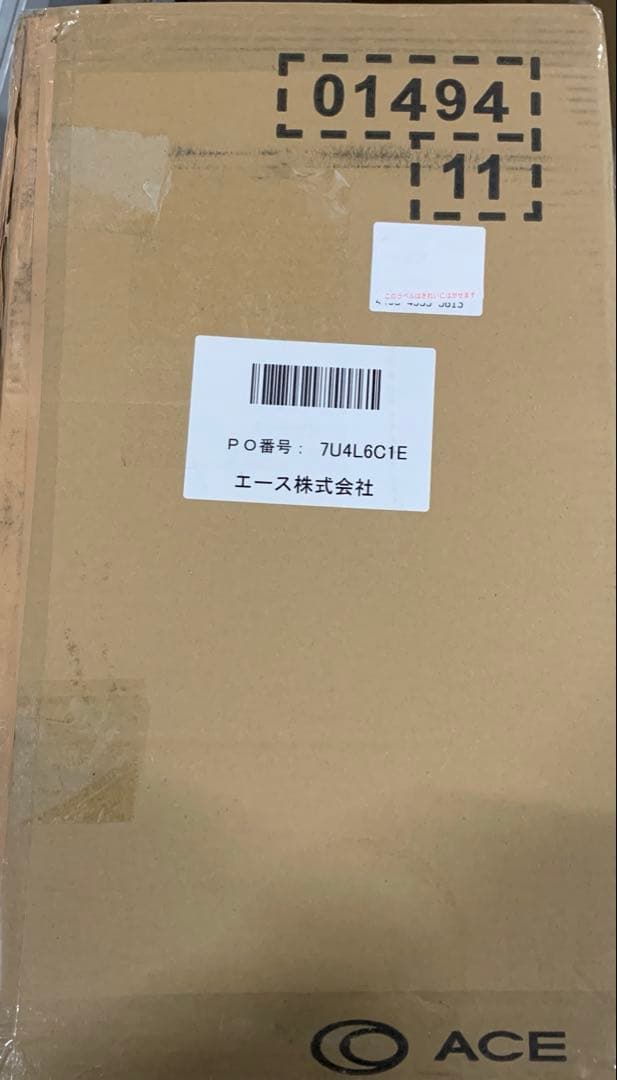 01494
11
このラベルはきれいにはがせます
PO番号: 7U4L6C1E
エース株式会社
ACE